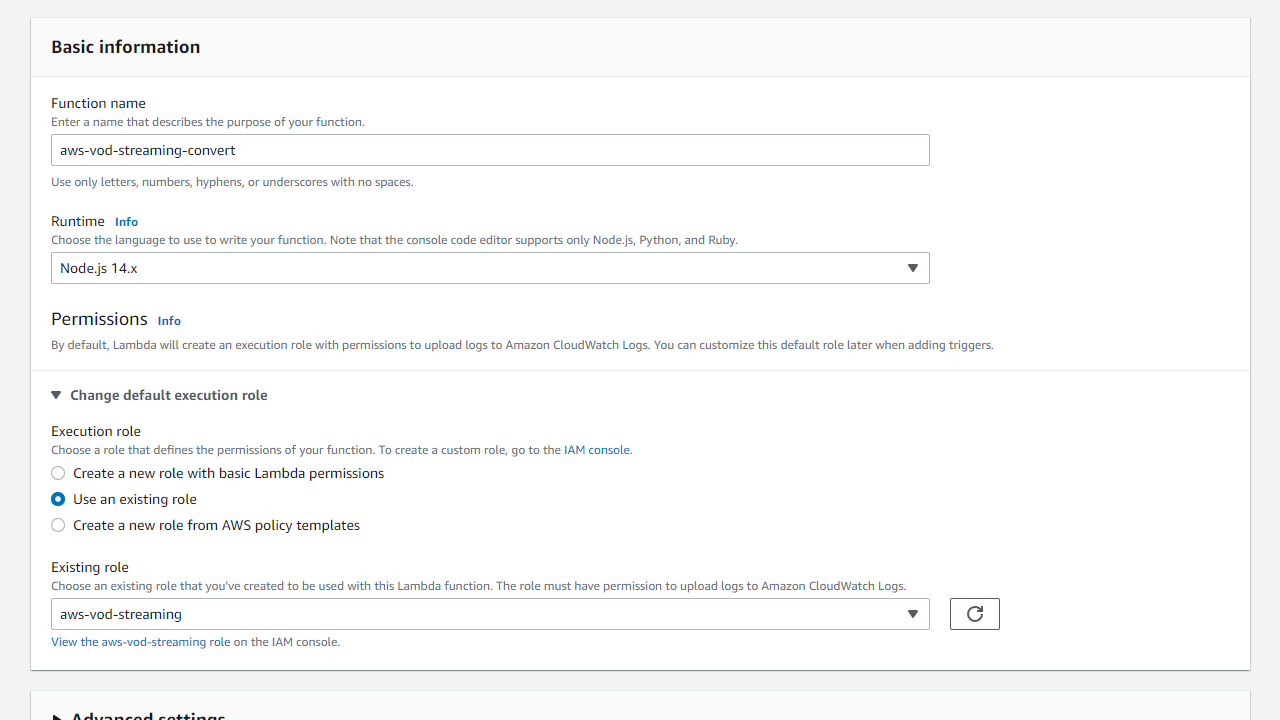 Basic information
Function name
Enter a name that describes the purpose of your function.
aws-vod-streaming-convert
Use only letters, numbers, hyphens, or underscores with no spaces.
Runtime Info
Choose the language to use to write your function. Note that the console code editor supports only Node.js, Python, and Ruby.
Node.js 14.x
Permissions Info
By default, Lambda will create an execution role with permissions to upload logs to Amazon CloudWatch Logs. You can customize this default role later when adding triggers.
Change default execution role
Execution role
Choose a role that defines the permissions of your function. To create a custom role, go to the IAM console.
Create a new role with basic Lambda permissions
Use an existing role
Create a new role from AWS policy templates
Existing role
Choose an existing role that you've created to be used with this Lambda function. The role must have permission to upload logs to Amazon CloudWatch Logs.
aws-vod-streaming
View the aws-vod-streaming role on the IAM console.
Advanced settings